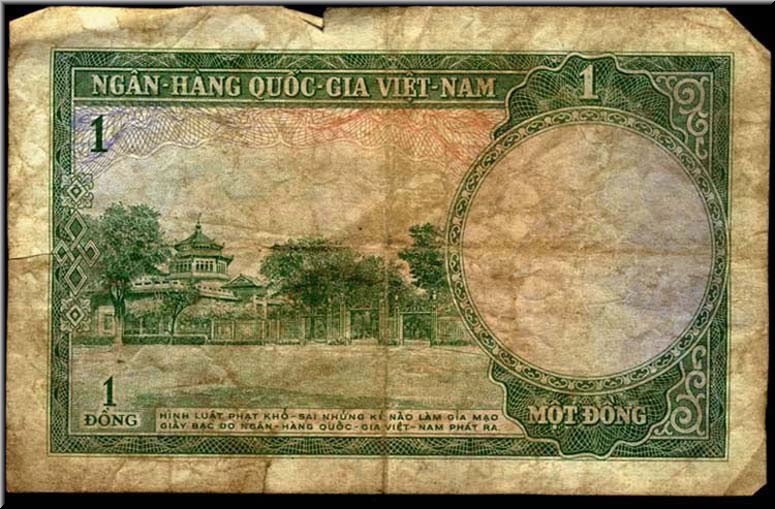 NGÂN-HÀNG QUỐC-GIA VIỆT-NAM
1
1
1
ĐỒNG
HÌNH LUẬT PHẠT KHỔ-SAI NHỮNG KẺ NÀO LÀM GIẢ MẠO
GIẤY BẠC DO NGÂN-HÀNG QUỐC-GIA VIỆT-NAM PHÁT RA
MỘT ĐỒNG